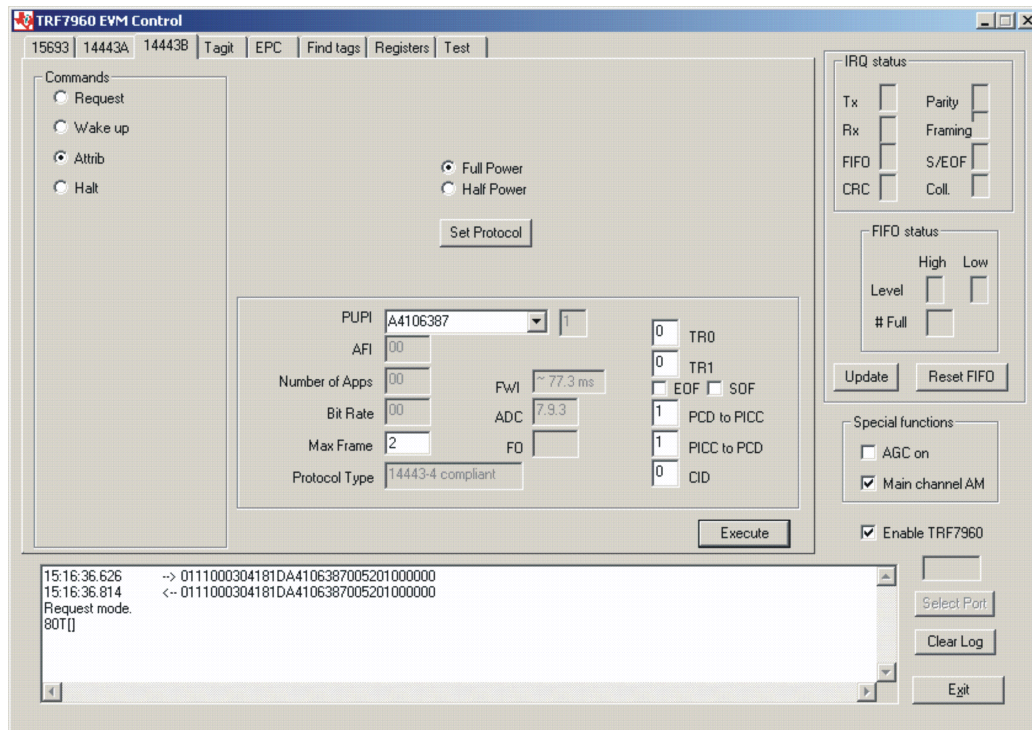 TRF7960 EVM Control
15693 14443A 14443B Tagit EPC Find tags Registers Test
Commands
Request
Wake up
Attrib
Halt
Full Power
Half Power
Set Protocol
PUPI A4106387 1
AFI 00
Number of Apps 00
Bit Rate 00
Max Frame 2
Protocol Type 14443-4 compliant
FWI ~ 77.3 ms
ADC 7.9.3
FO
0 TR0
0 TR1
EOF SOF
1 PCD to PICC
1 PICC to PCD
0 CID
Execute
IRQ status
Tx Parity
Rx Framing
FIFO S/EOF
CRC Coll.
FIFO status
High Low
Level
# Full
Update Reset FIFO
Special functions
AGC on
Main channel AM
Enable TRF7960
Select Port
Clear Log
Exit
15:16:36.626 --> 0111000304181DA4106387005201000000
15:16:36.814 <-- 0111000304181DA4106387005201000000
Request mode.
80T[]